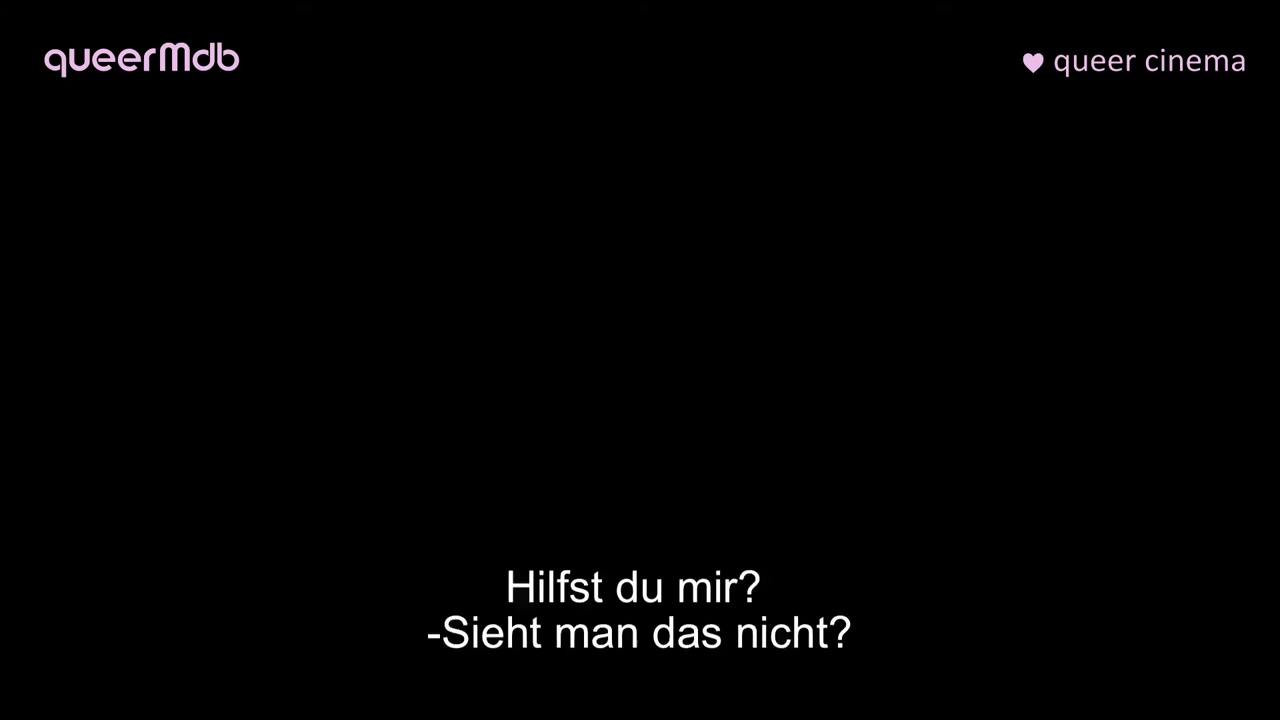 queerMdb
♥ queer cinema
Hilfst du mir?
-Sieht man das nicht?